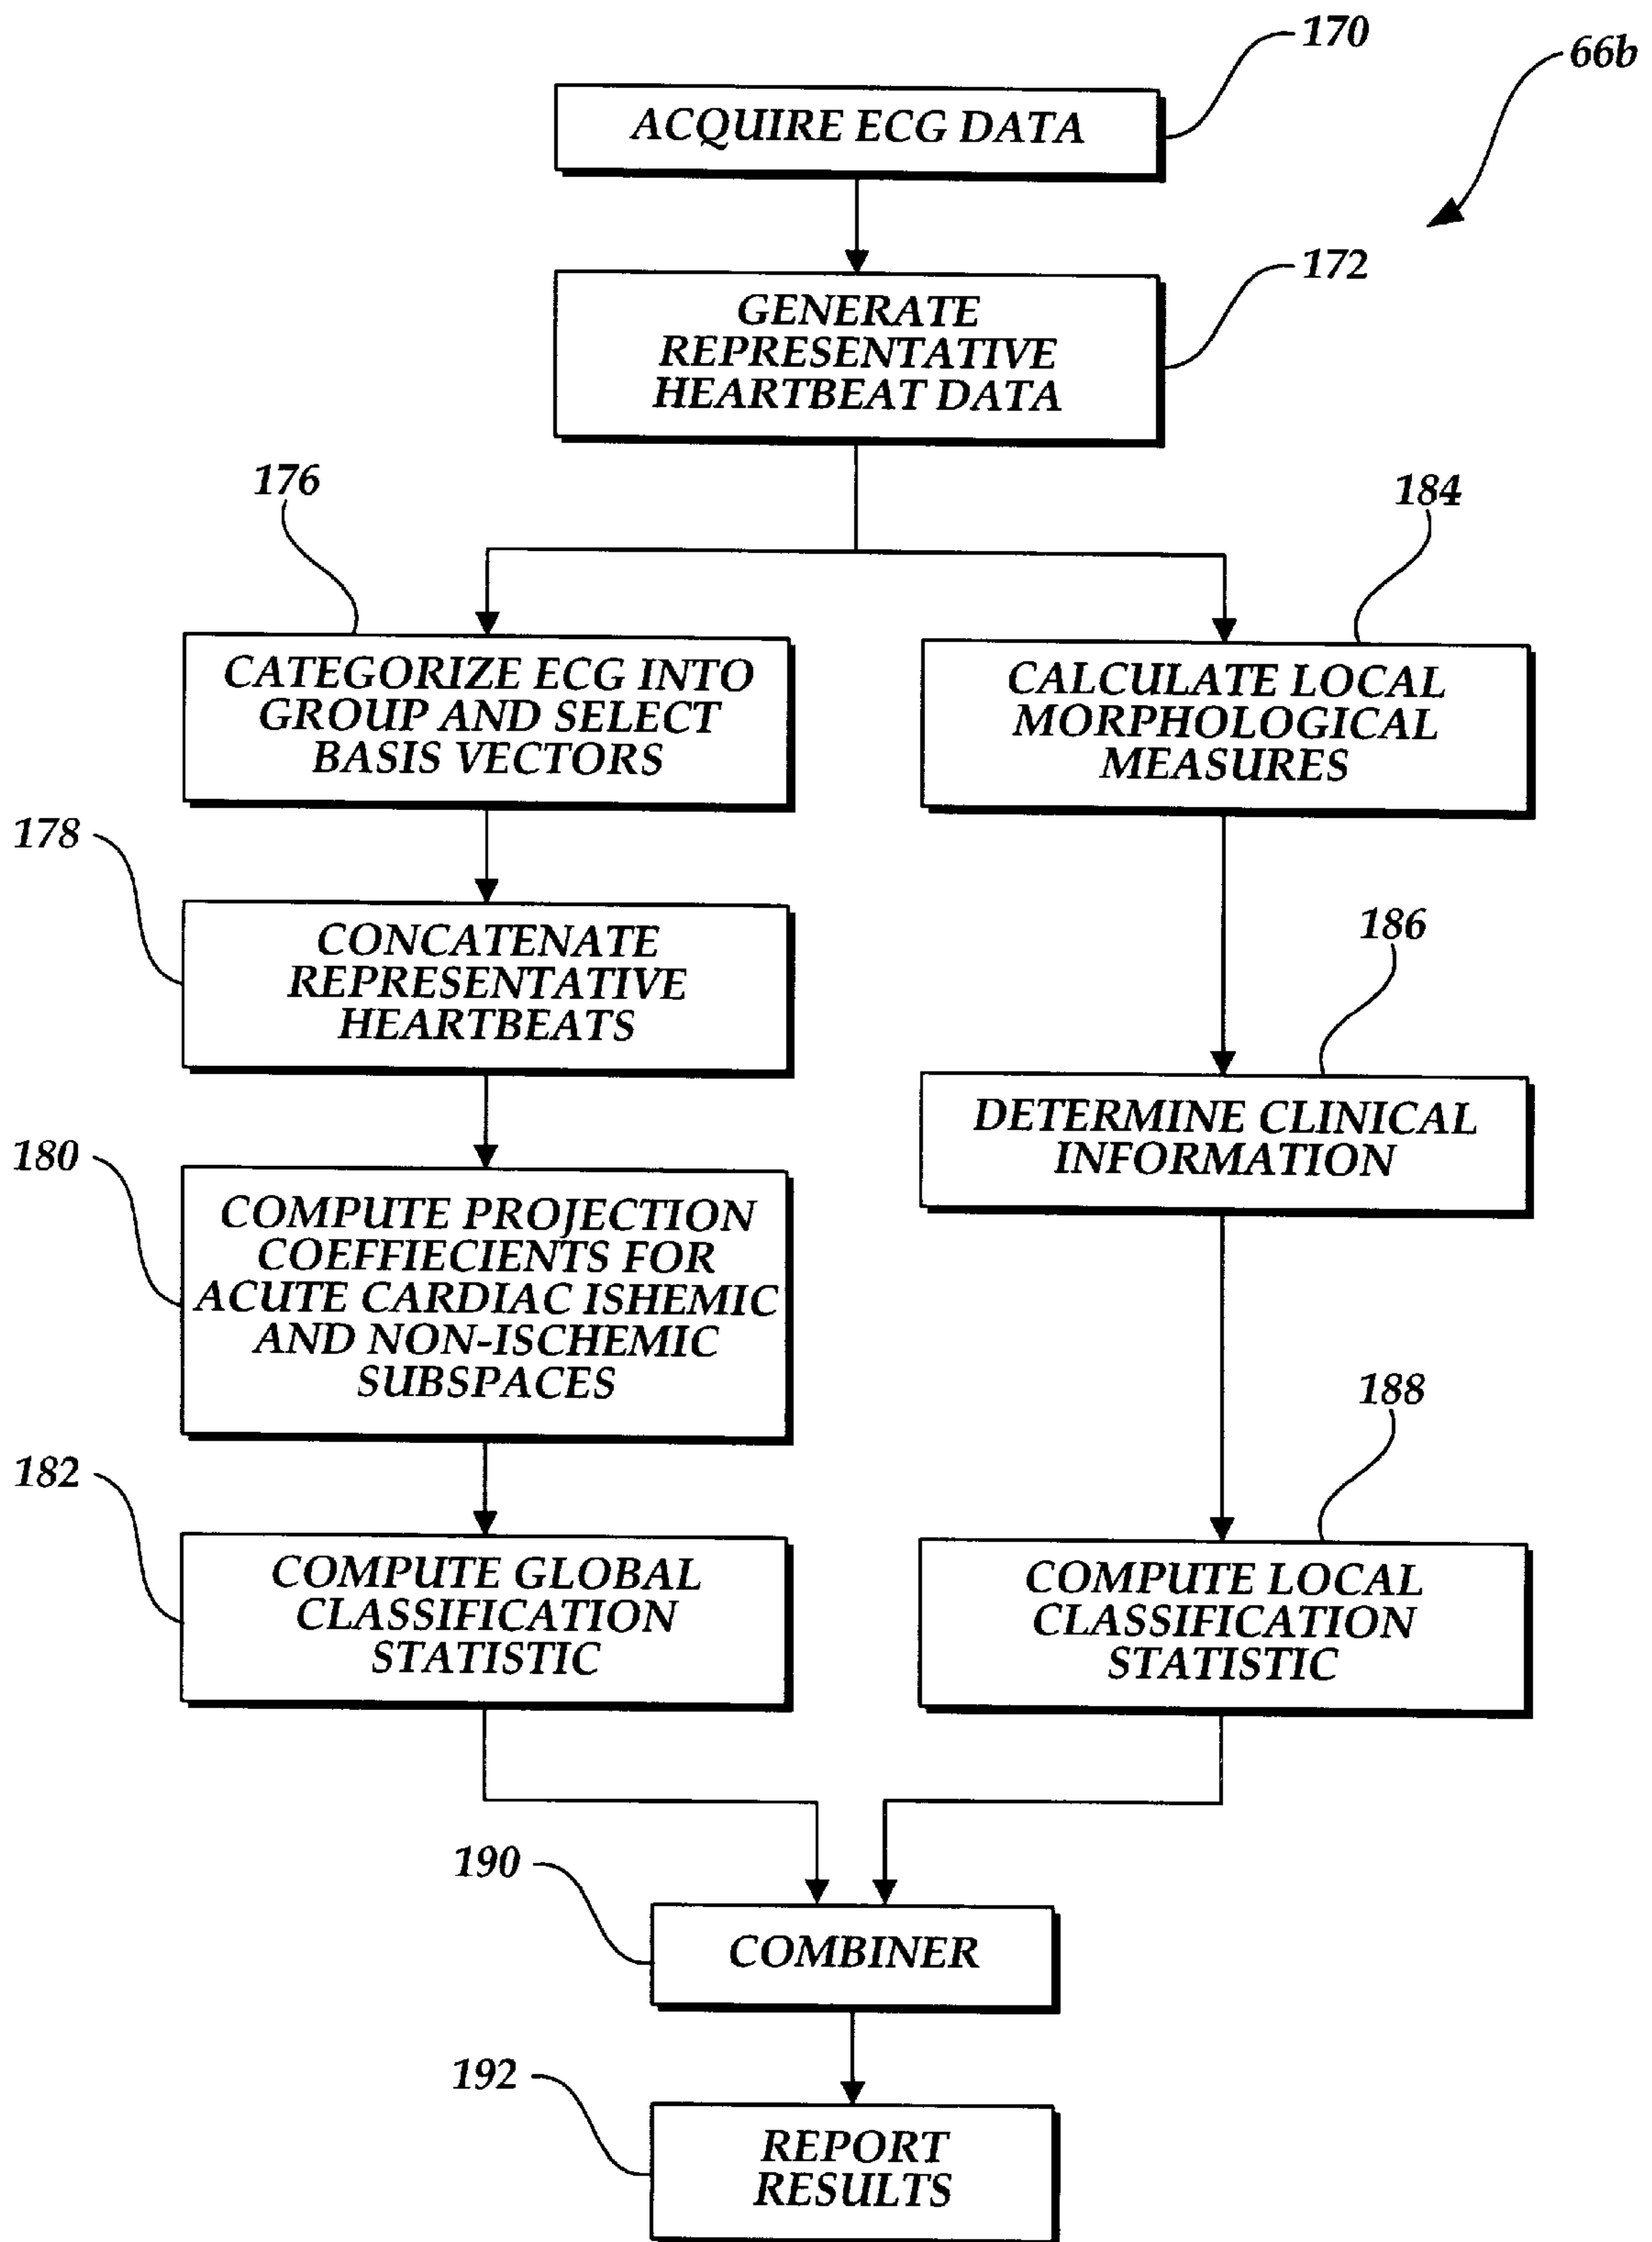 170
66b
ACQUIRE ECG DATA
172
GENERATE
REPRESENTATIVE
HEARTBEAT DATA
176
184
CATEGORIZE ECG INTO
GROUP AND SELECT
BASIS VECTORS
CALCULATE LOCAL
MORPHOLOGICAL
MEASURES
178
CONCATENATE
REPRESENTATIVE
HEARTBEATS
186
DETERMINE CLINICAL
INFORMATION
180
COMPUTE PROJECTION
COEFFIECIENTS FOR
ACUTE CARDIAC ISHEMIC
AND NON-ISCHEMIC
SUBSPACES
188
182
COMPUTE GLOBAL
CLASSIFICATION
STATISTIC
COMPUTE LOCAL
CLASSIFICATION
STATISTIC
190
COMBINER
192
REPORT
RESULTS